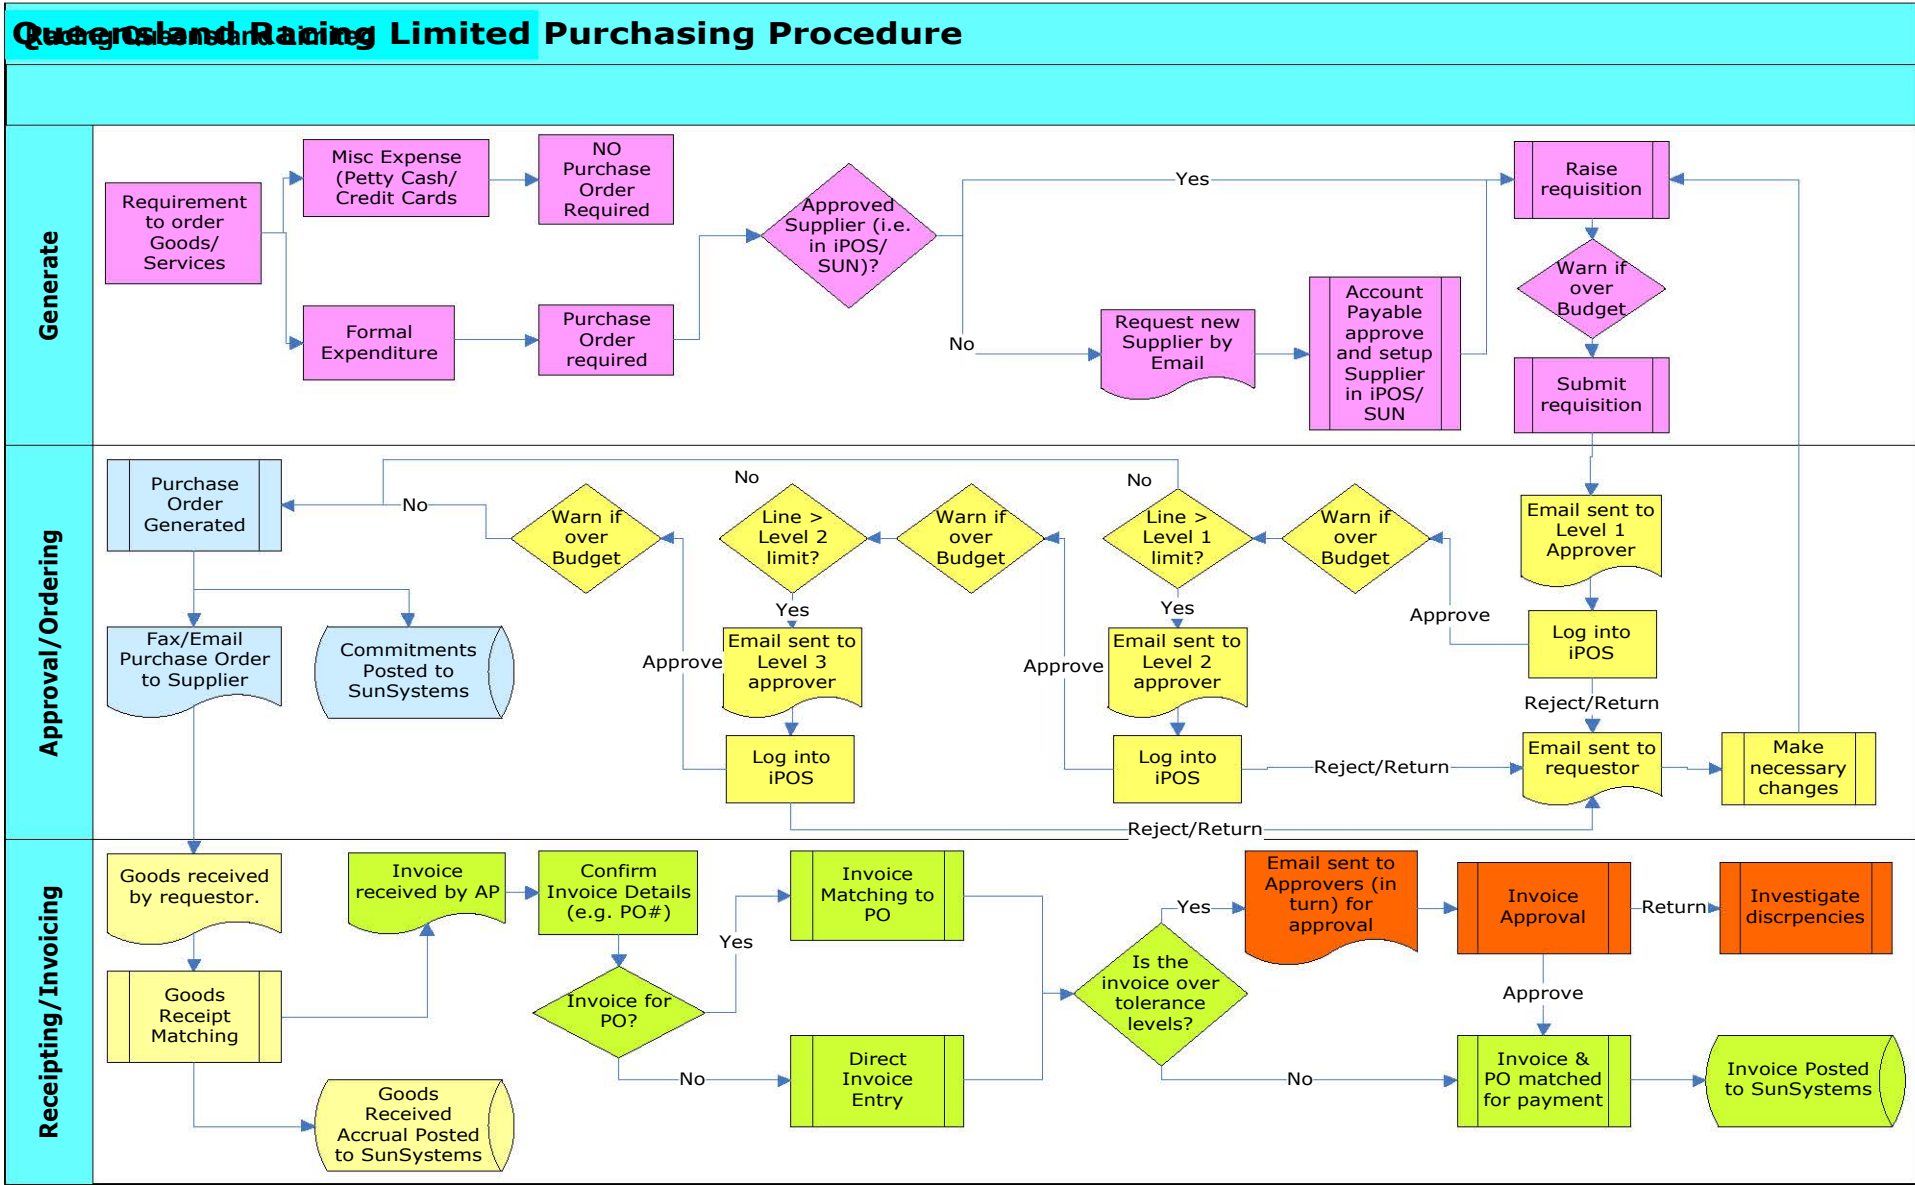 Queensland Racing Limited Purchasing Procedure
Racing Queensland Limited
Generate
Requirement
to order
Goods/
Services
Misc Expense
(Petty Cash/
Credit Cards
NO
Purchase
Order
Required
Formal
Expenditure
Purchase
Order
required
Approved
Supplier (i.e.
in iPOS/
SUN)?
Yes
No
Request new
Supplier by
Email
Account
Payable
approve
and setup
Supplier
in iPOS/
SUN
Raise
requisition
Warn if
over
Budget
Submit
requisition
Approval/Ordering
Purchase
Order
Generated
No
Warn if
over
Budget
No
Line >
Level 2
limit?
Warn if
over
Budget
No
Line >
Level 1
limit?
Warn if
over
Budget
Email sent to
Level 1
Approver
Fax/Email
Purchase Order
to Supplier
Commitments
Posted to
SunSystems
Approve
Yes
Email sent to
Level 3
approver
Approve
Yes
Email sent to
Level 2
approver
Approve
Log into
iPOS
Reject/Return
Log into
iPOS
Log into
iPOS
Reject/Return
Email sent to
requestor
Make
necessary
changes
Reject/Return
Receipting/Invoicing
Goods received
by requestor.
Invoice
received by AP
Confirm
Invoice Details
(e.g. PO#)
Invoice
Matching to
PO
Yes
Email sent to
Approvers (in
turn) for
approval
Invoice
Approval
Return
Investigate
discrpencies
Goods
Receipt
Matching
Invoice for
PO?
Yes
Is the
invoice over
tolerance
levels?
Approve
No
Direct
Invoice
Entry
No
Invoice &
PO matched
for payment
Invoice Posted
to SunSystems
Goods
Received
Accrual Posted
to SunSystems